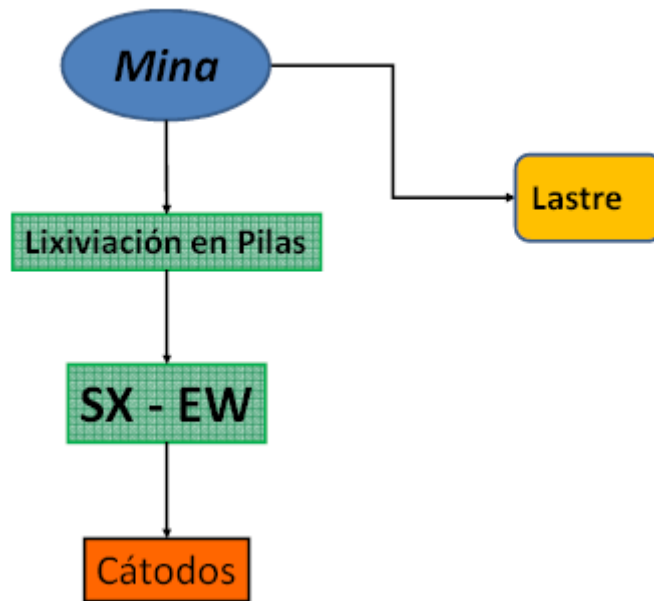 Mina
Lastre
Lixiviación en Pilas
SX - EW
Cátodos